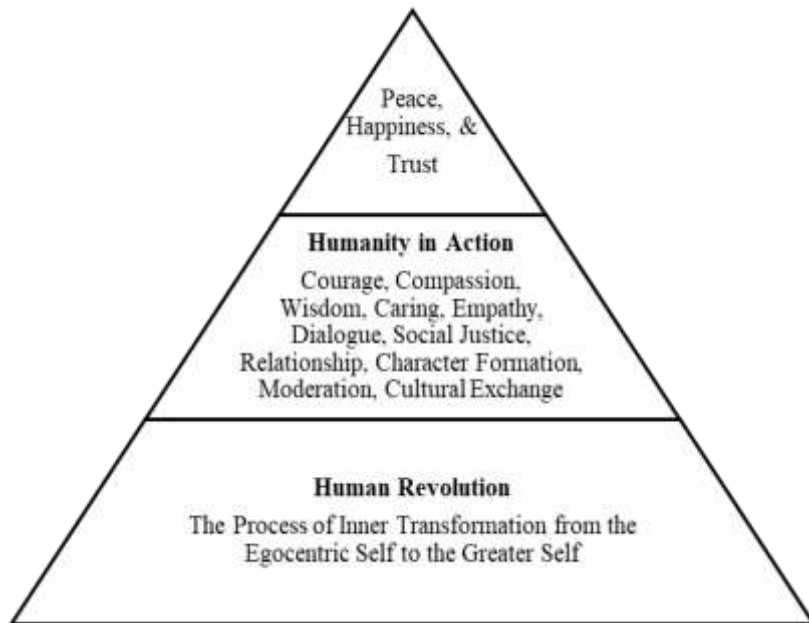 Peace,
Happiness, &
Trust
Humanity in Action
Courage, Compassion,
Wisdom, Caring, Empathy,
Dialogue, Social Justice,
Relationship, Character Formation,
Moderation, Cultural Exchange
Human Revolution
The Process of Inner Transformation from the
Egocentric Self to the Greater Self